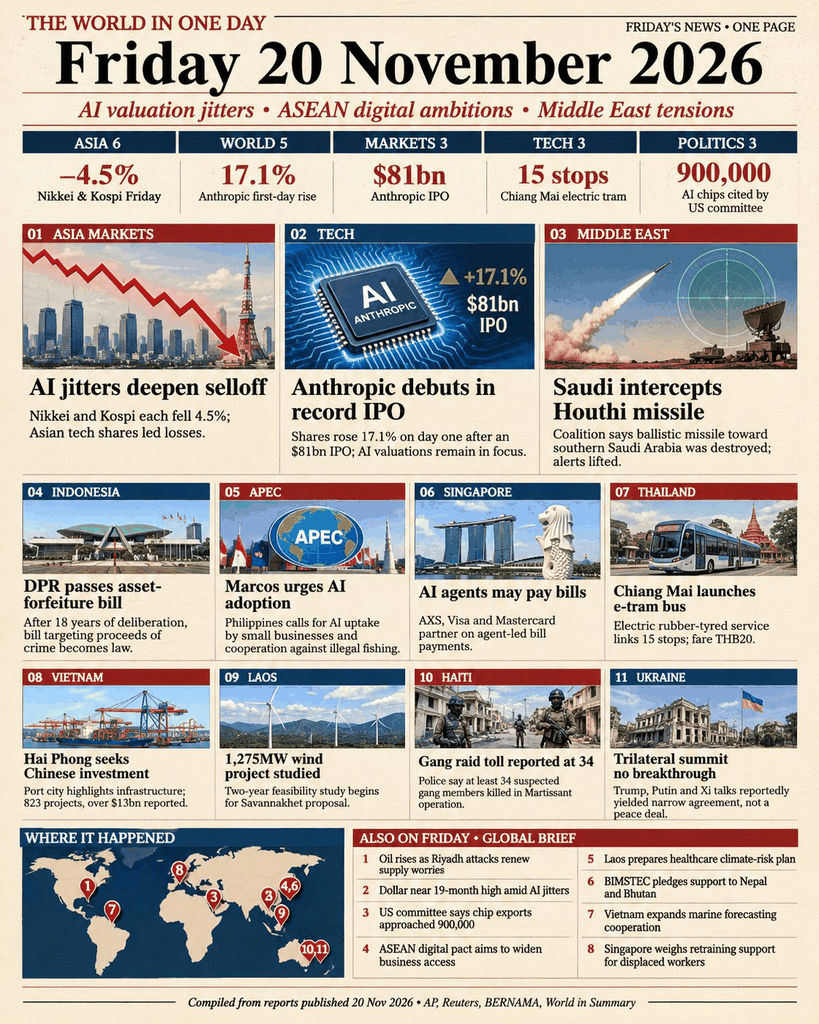 THE WORLD IN ONE DAY
FRIDAY'S NEWS • ONE PAGE
Friday 20 November 2026
AI valuation jitters • ASEAN digital ambitions • Middle East tensions
ASIA 6
–4.5%
Nikkei & Kospi Friday
WORLD 5
17.1%
Anthropic first-day rise
MARKETS 3
$81bn
Anthropic IPO
TECH 3
15 stops
Chiang Mai electric tram
POLITICS 3
900,000
AI chips cited by
US committee
01 ASIA MARKETS
AI jitters deepen selloff
Nikkei and Kospi each fell 4.5%;
Asian tech shares led losses.
02 TECH
AI
ANTHROPIC
▲ +17.1%
$81bn
IPO
Anthropic debuts in
record IPO
Shares rose 17.1% on day one after an
$81bn IPO; AI valuations remain in focus.
03 MIDDLE EAST
Saudi intercepts
Houthi missile
Coalition says ballistic missile toward
southern Saudi Arabia was destroyed;
alerts lifted.
04 INDONESIA
DPR passes asset-
forfeiture bill
After 18 years of deliberation,
bill targeting proceeds of
crime becomes law.
05 APEC
APEC
Marcos urges AI
adoption
Philippines calls for AI uptake
by small businesses and
cooperation against illegal fishing.
06 SINGAPORE
AI agents may pay bills
AXS, Visa and Mastercard
partner on agent-led bill
payments.
07 THAILAND
Chiang Mai launches
e-tram bus
Electric rubber-tyred service
links 15 stops; fare THB20.
08 VIETNAM
Hai Phong seeks
Chinese investment
Port city highlights infrastructure;
823 projects, over $13bn reported.
09 LAOS
1,275MW wind
project studied
Two-year feasibility study begins
for Savannakhet proposal.
10 HAITI
Gang raid toll reported at 34
Police say at least 34 suspected
gang members killed in Martissant
operation.
11 UKRAINE
Trilateral summit
no breakthrough
Trump, Putin and Xi talks reportedly
yielded narrow agreement, not a
peace deal.
WHERE IT HAPPENED
1
7
8
3
4,6
3
9
10
11
ALSO ON FRIDAY • GLOBAL BRIEF
1 Oil rises as Riyadh attacks renew
supply worries
2 Dollar near 19-month high amid AI jitters
3 US committee says chip exports
approached 900,000
4 ASEAN digital pact aims to widen
business access
5 Laos prepares healthcare climate-risk plan
6 BIMSTEC pledges support to Nepal
and Bhutan
7 Vietnam expands marine forecasting
cooperation
8 Singapore weighs retraining support
for displaced workers
Compiled from reports published 20 Nov 2026 • AP, Reuters, BERNAMA, World in Summary